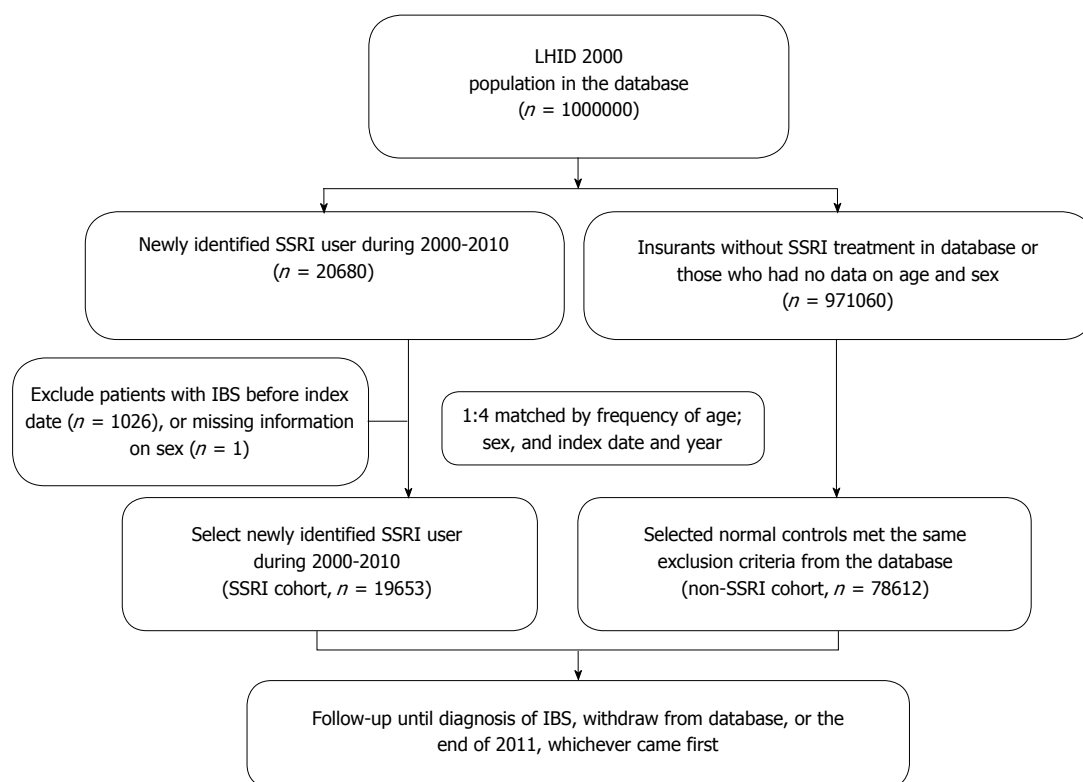 LHID 2000
population in the database
(n = 1000000)
Newly identified SSRI user during 2000-2010
(n = 20680)
Insurants without SSRI treatment in database or
those who had no data on age and sex
(n = 971060)
Exclude patients with IBS before index
date (n = 1026), or missing information
on sex (n = 1)
1:4 matched by frequency of age;
sex, and index date and year
Select newly identified SSRI user
during 2000-2010
(SSRI cohort, n = 19653)
Selected normal controls met the same
exclusion criteria from the database
(non-SSRI cohort, n = 78612)
Follow-up until diagnosis of IBS, withdraw from database, or the
end of 2011, whichever came first